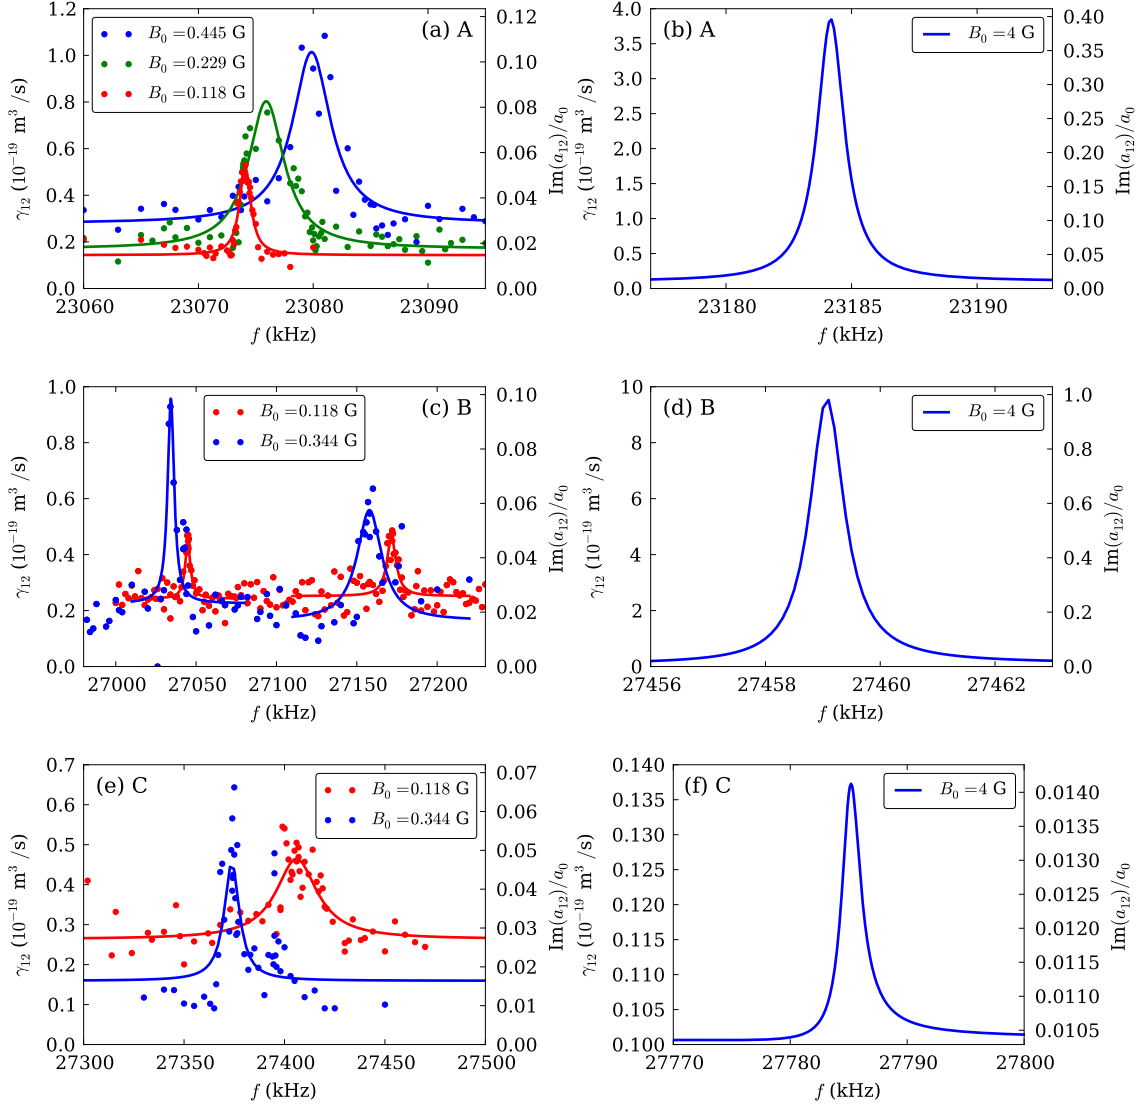 (a) A
B₀ =0.445 G
B₀ =0.229 G
B₀ =0.118 G
1.2
1.0
0.8
0.6
0.4
0.2
0.0
γ₁₂ (10⁻¹⁹ m³ /s)
0.12
0.10
0.08
0.06
0.04
0.02
0.00
Im(a₁₂)/a₀
23060 23070 23080 23090
f (kHz)
(b) A
B₀ =4 G
4.0
3.5
3.0
2.5
2.0
1.5
1.0
0.5
0.0
γ₁₂ (10⁻¹⁹ m³ /s)
0.40
0.35
0.30
0.25
0.20
0.15
0.10
0.05
0.00
Im(a₁₂)/a₀
23180 23185 23190
f (kHz)
(c) B
B₀ =0.118 G
B₀ =0.344 G
1.0
0.8
0.6
0.4
0.2
0.0
γ₁₂ (10⁻¹⁹ m³ /s)
0.10
0.08
0.06
0.04
0.02
0.00
Im(a₁₂)/a₀
27000 27050 27100 27150 27200
f (kHz)
(d) B
B₀ =4 G
10
8
6
4
2
0
γ₁₂ (10⁻¹⁹ m³ /s)
1.0
0.8
0.6
0.4
0.2
0.0
Im(a₁₂)/a₀
27456 27458 27460 27462
f (kHz)
(e) C
B₀ =0.118 G
B₀ =0.344 G
0.7
0.6
0.5
0.4
0.3
0.2
0.1
0.0
γ₁₂ (10⁻¹⁹ m³ /s)
0.07
0.06
0.05
0.04
0.03
0.02
0.01
0.00
Im(a₁₂)/a₀
27300 27350 27400 27450 27500
f (kHz)
(f) C
B₀ =4 G
0.140
0.135
0.130
0.125
0.120
0.115
0.110
0.105
0.100
γ₁₂ (10⁻¹⁹ m³ /s)
0.0140
0.0135
0.0130
0.0125
0.0120
0.0115
0.0110
0.0105
Im(a₁₂)/a₀
27770 27780 27790 27800
f (kHz)